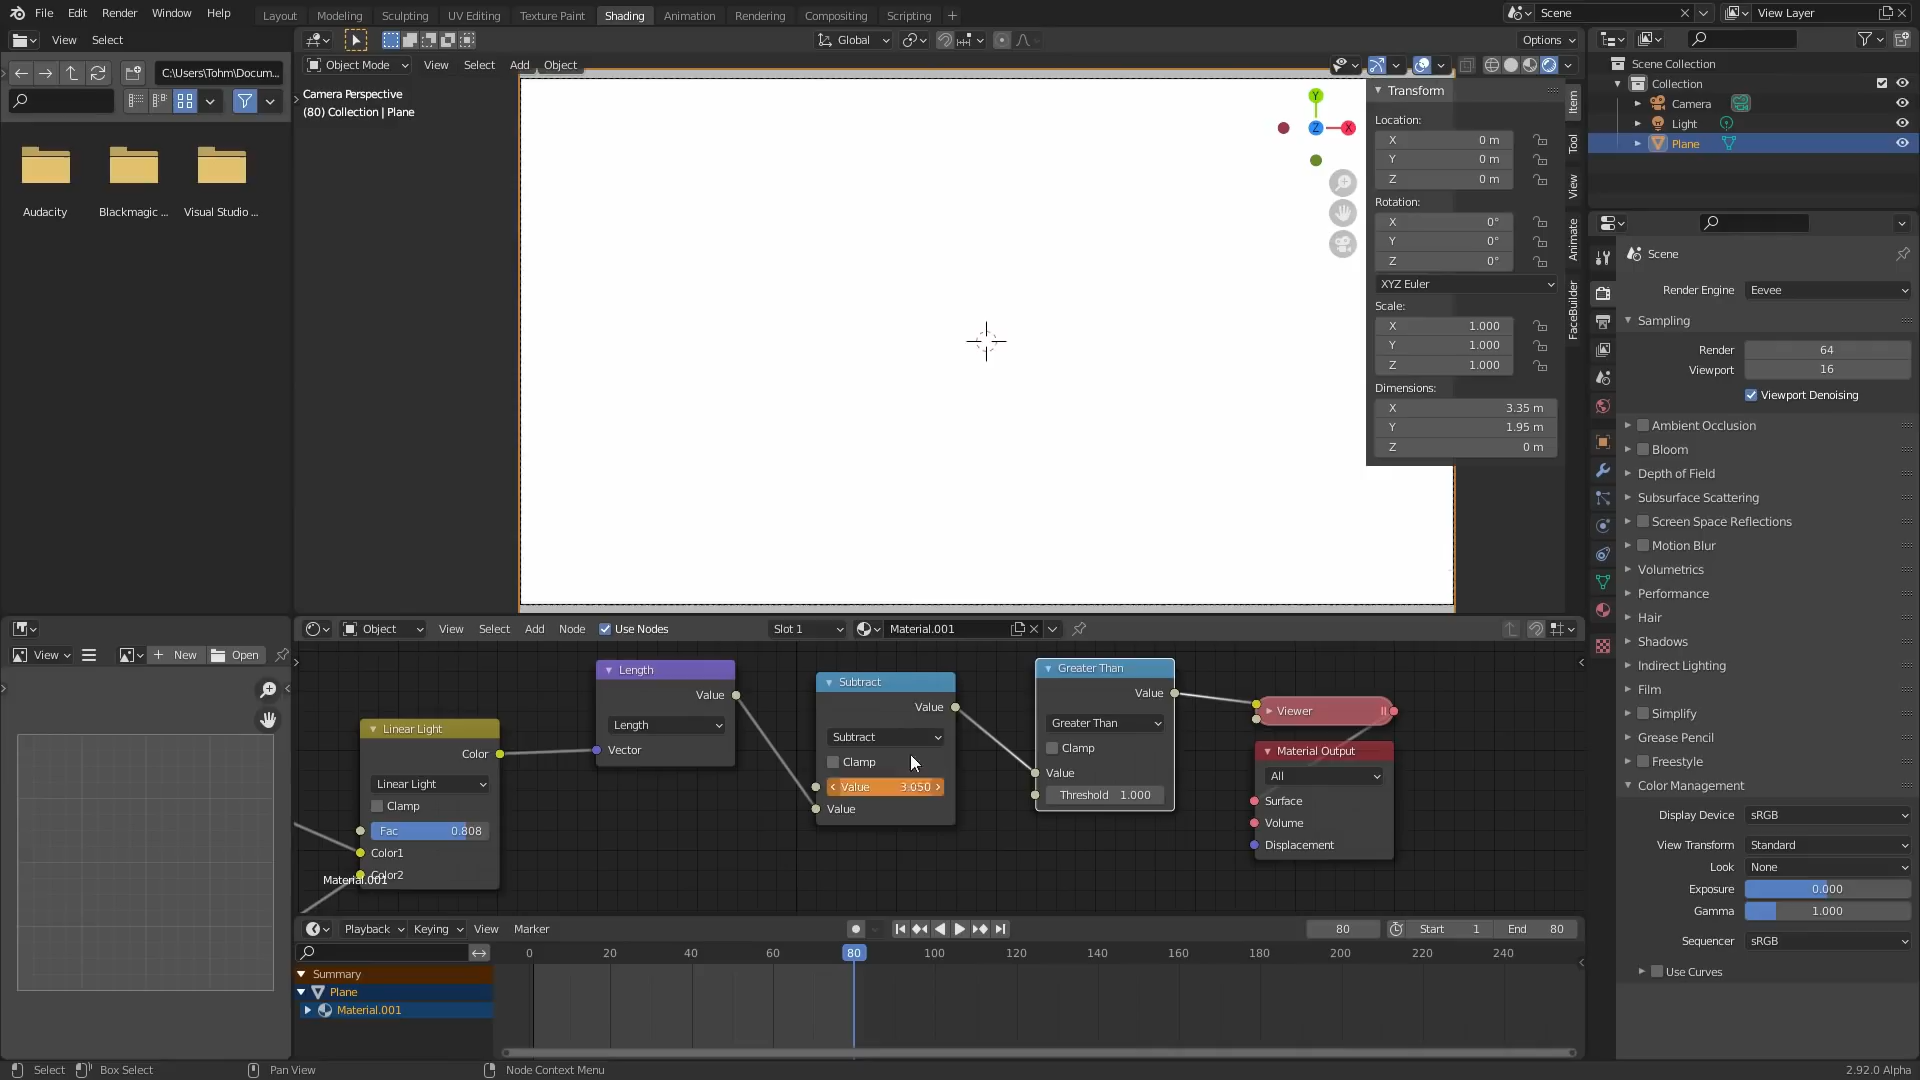 File Edit Render Window Help
Layout Modeling Sculpting UV Editing Texture Paint Shading Animation Rendering Compositing Scripting +
Scene
View Layer
View Select
C:\Users\Tohm\Docum...
Audacity
Blackmagic ...
Visual Studio ...
Global
Options
Object Mode View Select Add Object
Camera Perspective
(80) Collection | Plane
Y
Z
X
Transform
Location:
X 0 m
Y 0 m
Z 0 m
Rotation:
X 0°
Y 0°
Z 0°
XYZ Euler
Scale:
X 1.000
Y 1.000
Z 1.000
Dimensions:
X 3.35 m
Y 1.95 m
Z 0 m
Item
Tool
View
Animate
FaceBuilder
Scene Collection
Collection
Camera
Light
Plane
Scene
Render Engine Eevee
Sampling
Render 64
Viewport 16
Viewport Denoising
Ambient Occlusion
Bloom
Depth of Field
Subsurface Scattering
Screen Space Reflections
Motion Blur
Volumetrics
Performance
Hair
Shadows
Indirect Lighting
Film
Simplify
Grease Pencil
Freestyle
Color Management
Display Device sRGB
View Transform Standard
Look None
Exposure 0.000
Gamma 1.000
Sequencer sRGB
Use Curves
View New Open
Object View Select Add Node Use Nodes Slot 1 Material.001
Linear Light
Color
Linear Light
Clamp
Fac 0.808
Color1
Color2
Material.001
Length
Value
Length
Vector
Subtract
Value
Subtract
Clamp
Value 3.050
Value
Greater Than
Value
Greater Than
Clamp
Value
Threshold 1.000
Viewer
Material Output
All
Surface
Volume
Displacement
Playback Keying View Marker
80 Start 1 End 80
0 20 40 60 80 100 120 140 160 180 200 220 240
Summary
Plane
Material.001
Select Box Select Pan View Node Context Menu 2.92.0 Alpha